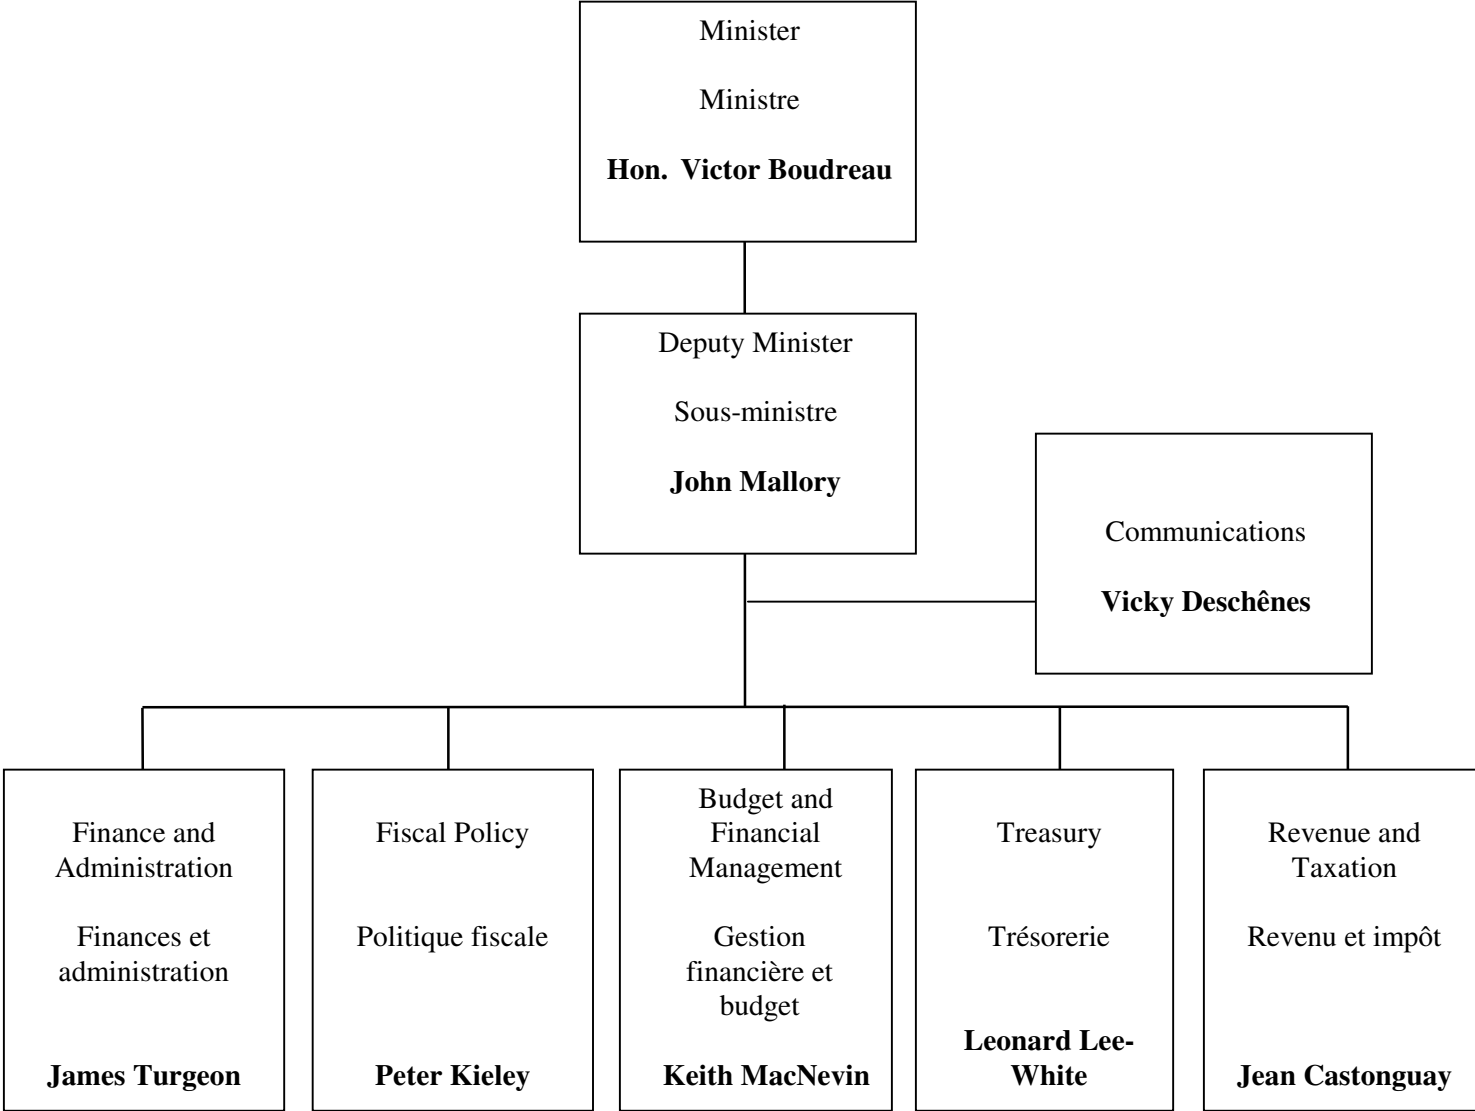 Minister
Ministre
Hon. Victor Boudreau
Deputy Minister
Sous-ministre
John Mallory
Communications
Vicky Deschênes
Finance and
Administration
Finances et
administration
James Turgeon
Fiscal Policy
Politique fiscale
Peter Kieley
Budget and
Financial
Management
Gestion
financière et
budget
Keith MacNevin
Treasury
Trésorerie
Leonard Lee-
White
Revenue and
Taxation
Revenu et impôt
Jean Castonguay